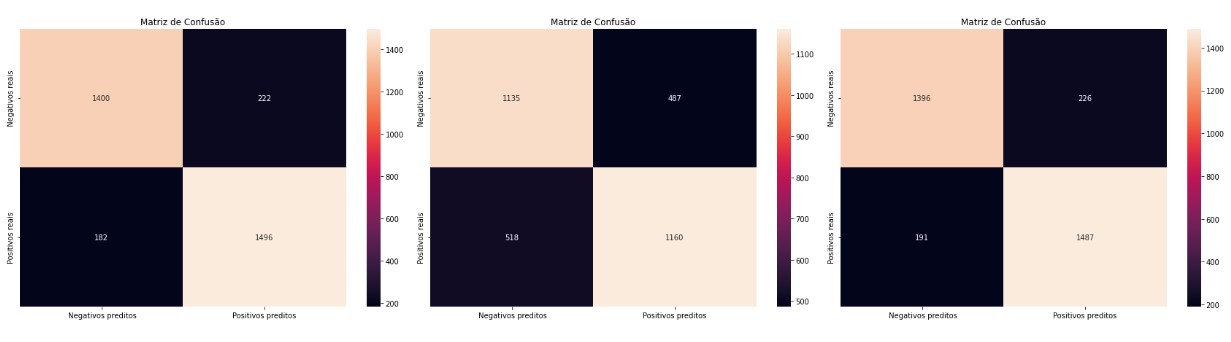 Matriz de Confusão
Negativos reais
Positivos reais
1400
222
182
1496
Negativos preditos
Positivos preditos
1400
1200
1000
800
600
400
200
Matriz de Confusão
Negativos reais
Positivos reais
1135
487
518
1160
Negativos preditos
Positivos preditos
1100
1000
900
800
700
600
500
Matriz de Confusão
Negativos reais
Positivos reais
1396
226
191
1487
Negativos preditos
Positivos preditos
1400
1200
1000
800
600
400
200